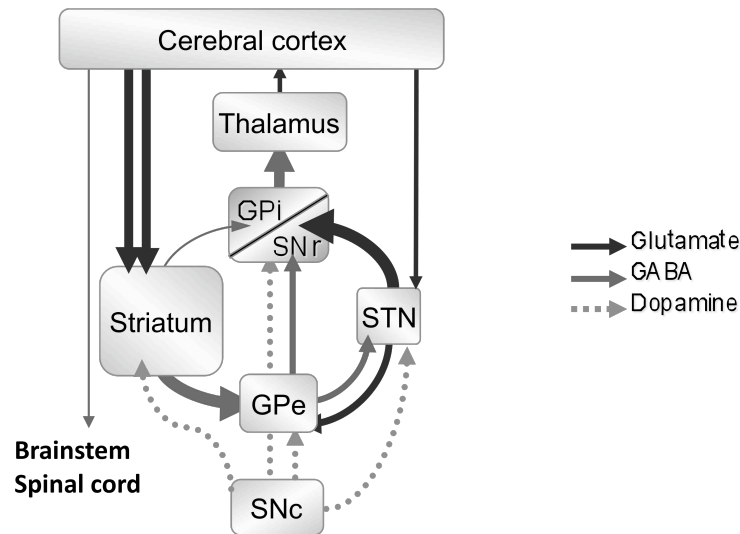 Cerebral cortex
Thalamus
GPi
SNr
Striatum
STN
GPe
SNc
Brainstem
Spinal cord
Glutamate
GABA
Dopamine